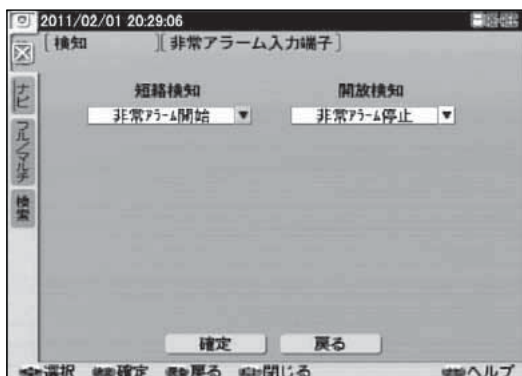 2011/02/01 20:29:06
[検知 ][非常アラーム入力端子]
ナビ
フル/マルチ
検索
短絡検知 開放検知
非常アラーム開始 非常アラーム停止
確定 戻る
選択 確定 戻る 閉じる ヘルプ